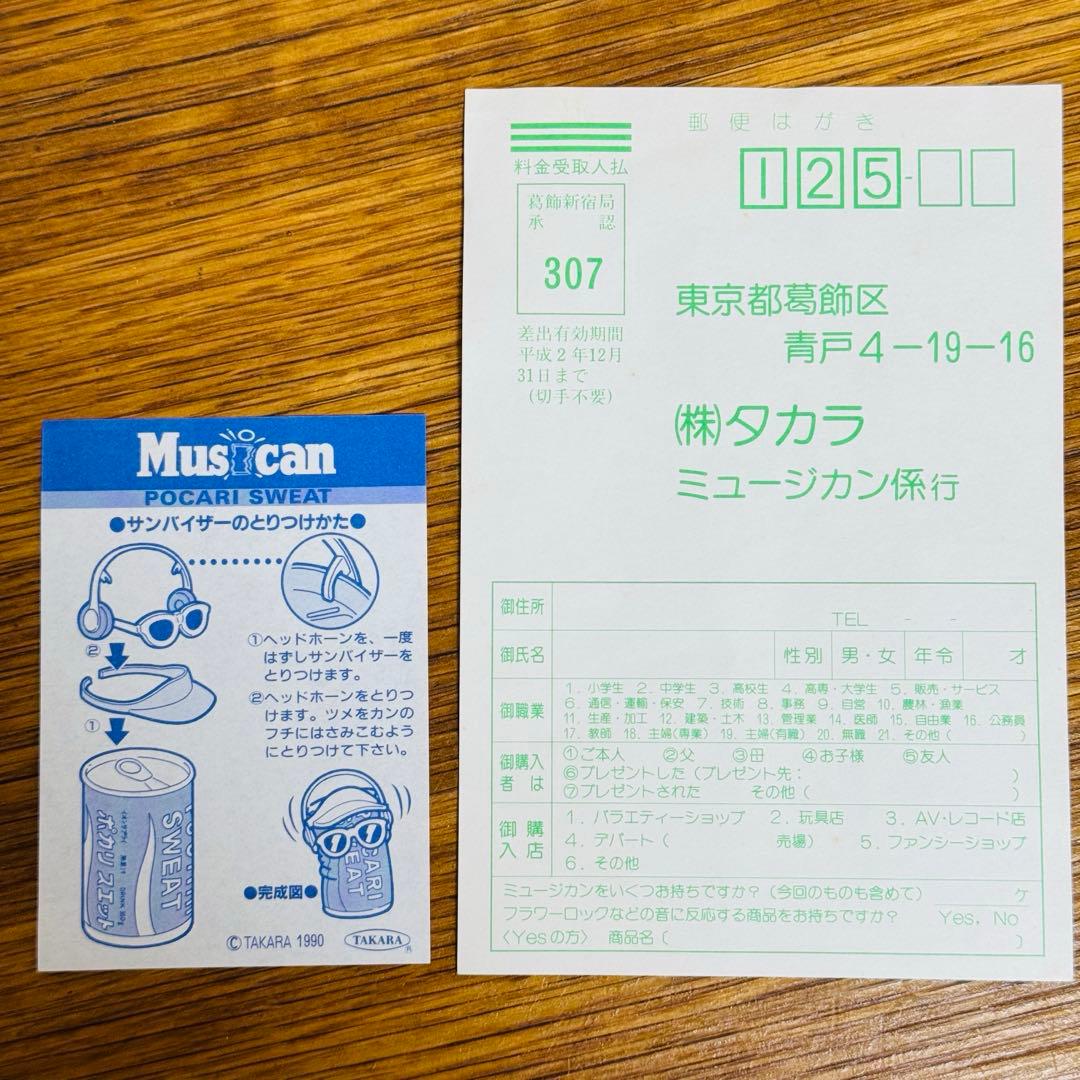 Musican
POCARI SWEAT
●サンバイザーのとりつけかた●
①ヘッドホーンを、一度
はずしサンバイザーを
とりつけます。
②ヘッドホーンをとりつ
けます。ツメをカンの
フチにはさみこむよう
にとりつけて下さい。
②
①
SWEAT
ポカリスエット
CARI
EAT
●完成図●
©TAKARA 1990
TAKARA
郵便はがき
料金受取人払
葛飾新宿局
承 認
307
差出有効期間
平成2年12月
31日まで
(切手不要)
125-
東京都葛飾区
青戸4-19-16
㈱タカラ
ミュージカン係行
御住所 TEL - -
御氏名 性別 男・女 年令 才
御職業
1. 小学生 2. 中学生 3. 高校生 4. 高専・大学生 5. 販売・サービス
6. 通信・運輸・保安 7. 技術 8. 事務 9. 自営 10. 農林・漁業
11. 生産・加工 12. 建築・土木 13. 管理業 14. 医師 15. 自由業 16. 公務員
17. 教師 18. 主婦(専業) 19. 主婦(有職) 20. 無職 21. その他( )
御購入者は
①ご本人 ②父 ③母 ④お子様 ⑤友人
⑥プレゼントした(プレゼント先: )
⑦プレゼントされた その他( )
御購入店
1. バラエティーショップ 2. 玩具店 3. AV・レコード店
4. デパート( 売場) 5. ファンシーショップ
6. その他
ミュージカンをいくつお持ちですか?(今回のものも含めて) ケ
フラワーロックなどの音に反応する商品をお持ちですか? Yes, No
〈Yesの方〉 商品名( )